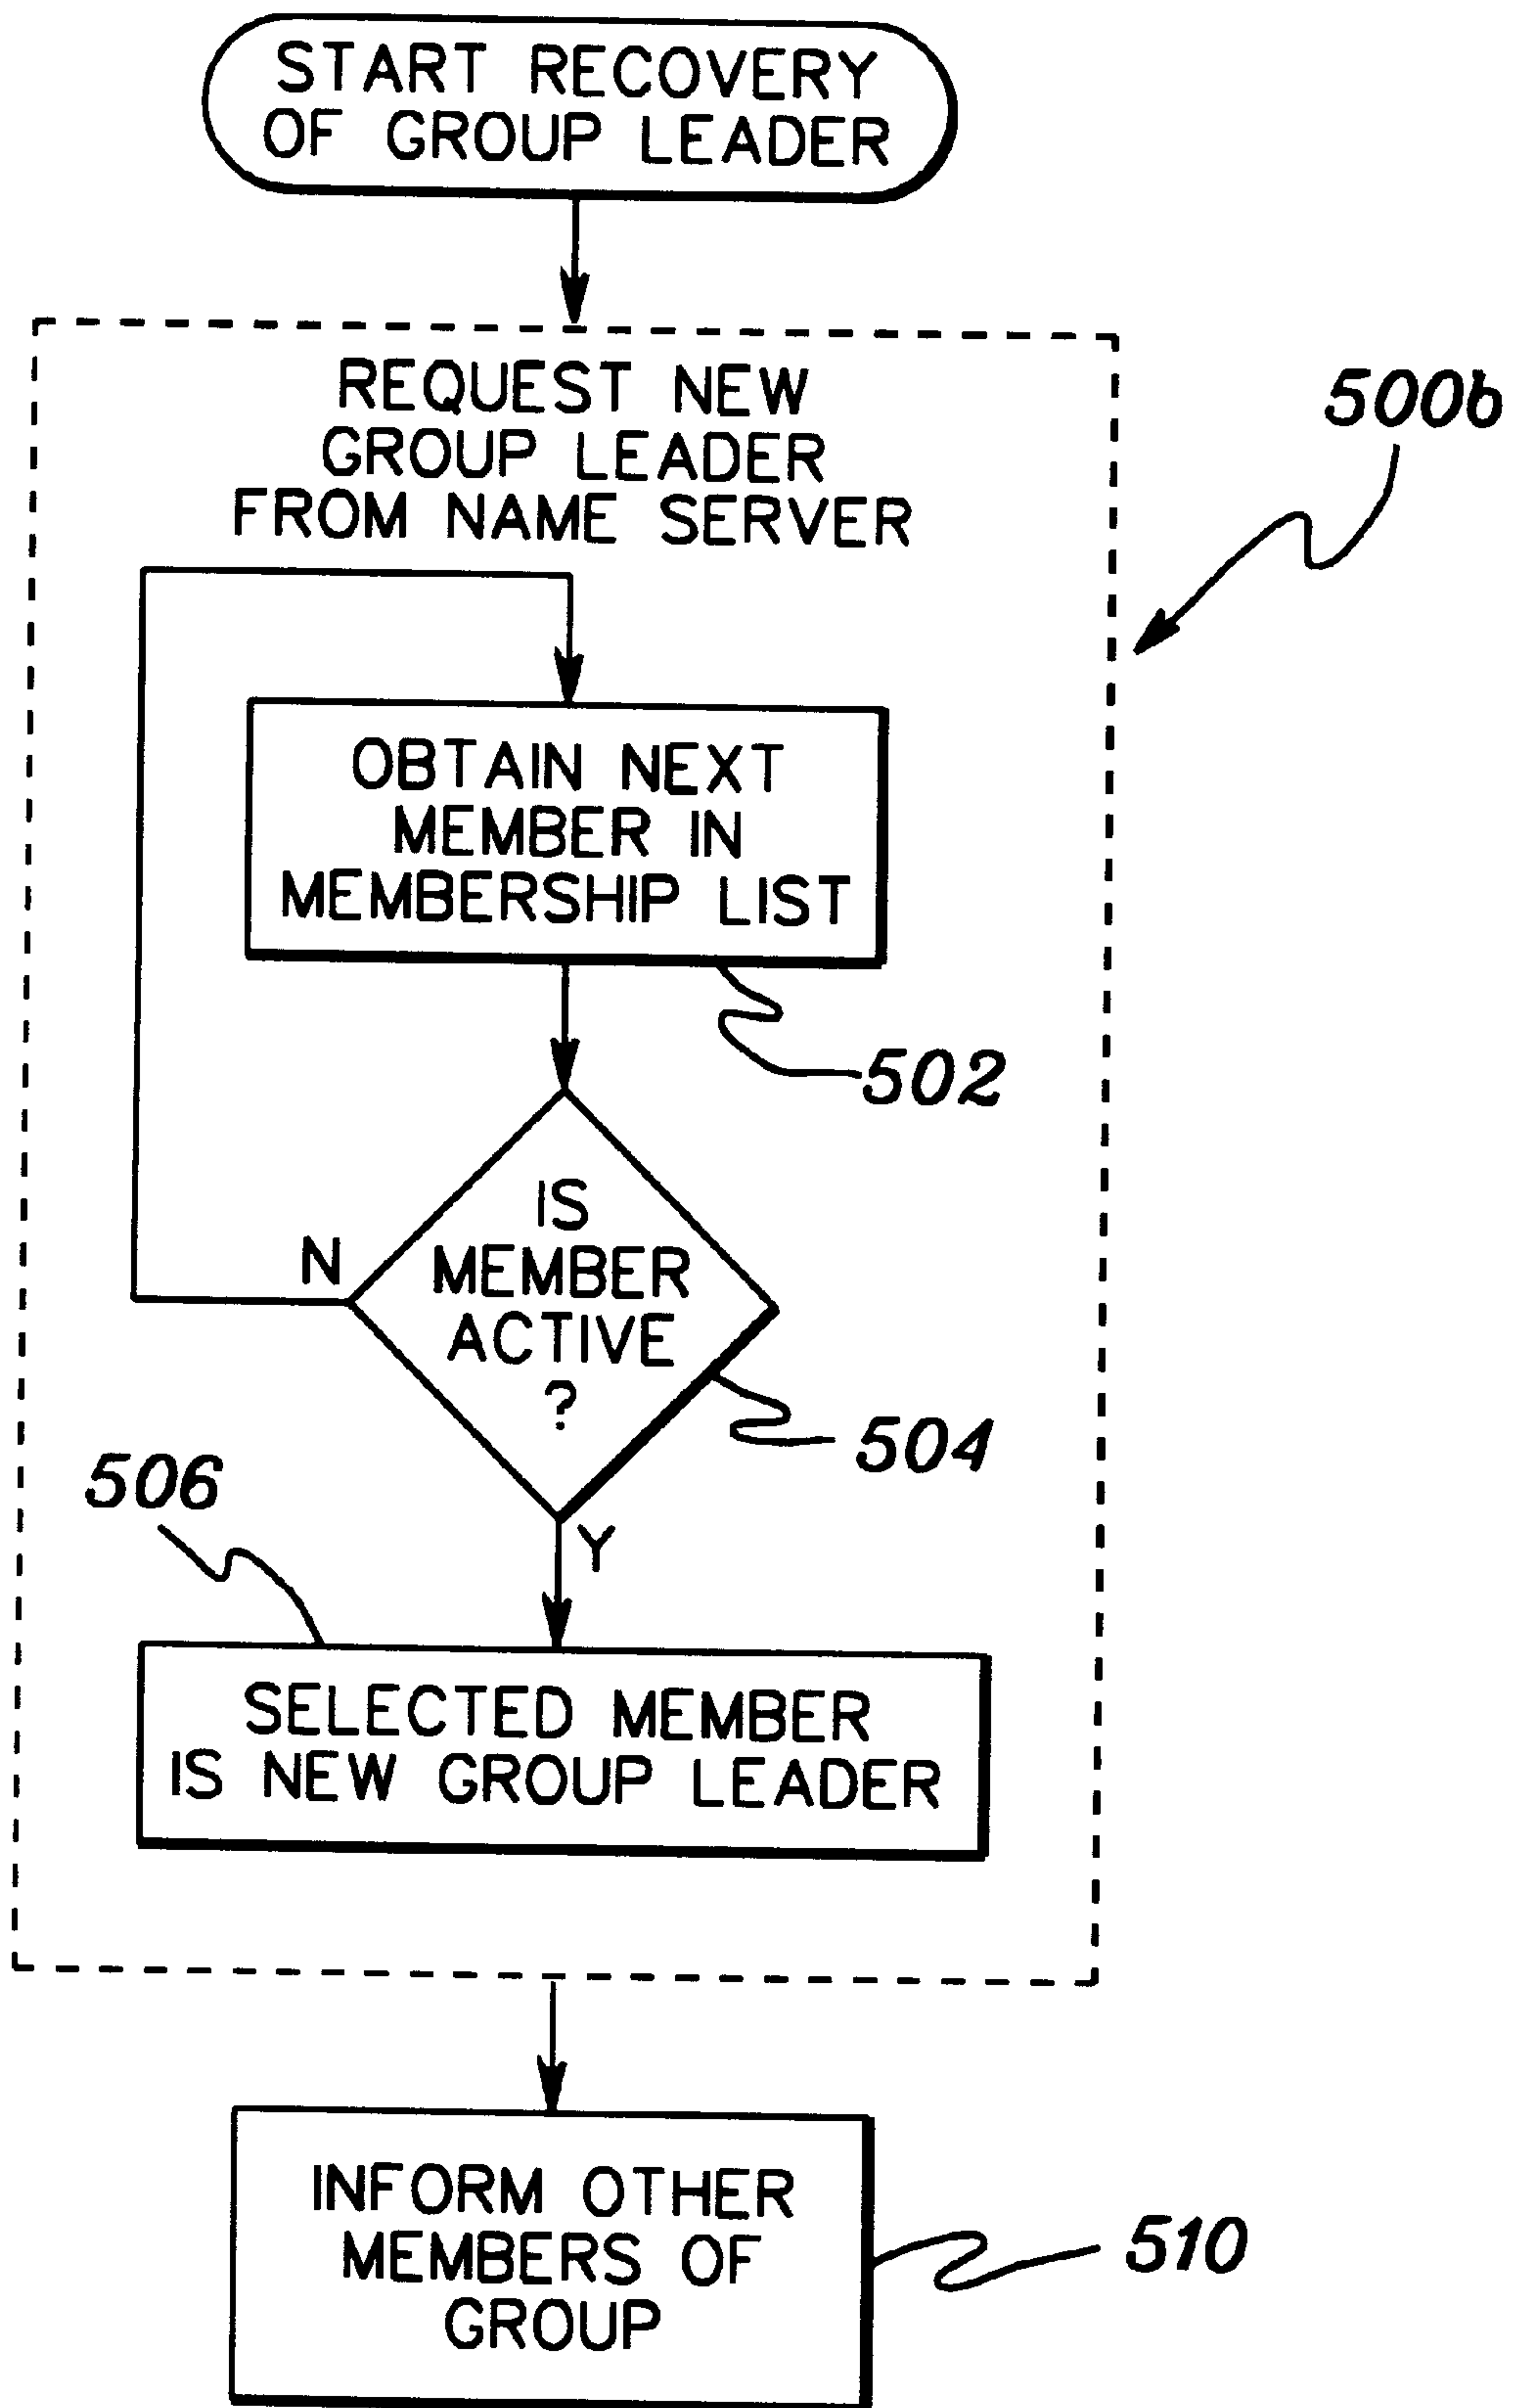 START RECOVERY
OF GROUP LEADER
REQUEST NEW
GROUP LEADER
FROM NAME SERVER
500b
OBTAIN NEXT
MEMBER IN
MEMBERSHIP LIST
502
IS
MEMBER
ACTIVE
?
N
504
506
Y
SELECTED MEMBER
IS NEW GROUP LEADER
INFORM OTHER
MEMBERS OF
GROUP
510